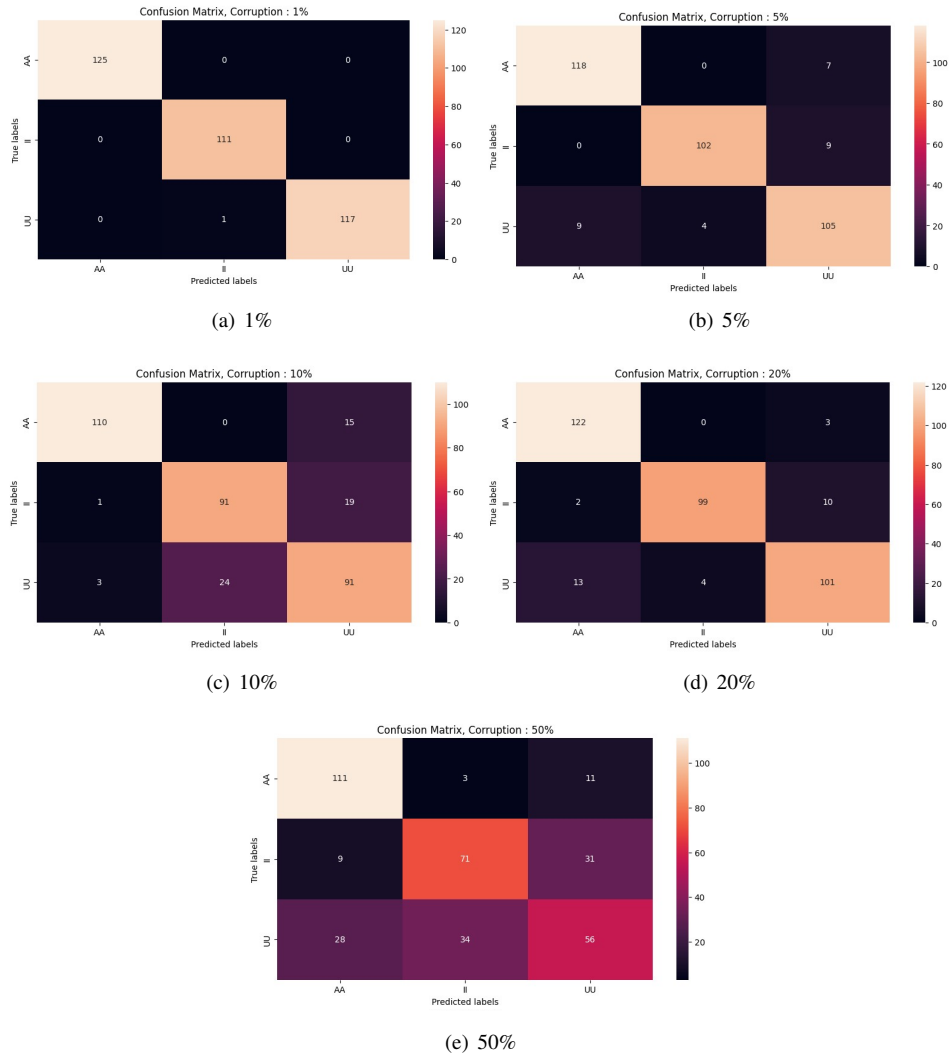 Confusion Matrix, Corruption : 1%
AA 125 0 0 120
100
80
True labels
II 0 111 0 60
40
UU 0 1 117 20
0
AA II UU
Predicted labels
(a) 1%
Confusion Matrix, Corruption : 5%
AA 118 0 7 100
80
True labels
II 0 102 9 60
40
UU 9 4 105 20
0
AA II UU
Predicted labels
(b) 5%
Confusion Matrix, Corruption : 10%
AA 110 0 15 100
80
True labels
II 1 91 19 60
40
UU 3 24 91 20
0
AA II UU
Predicted labels
(c) 10%
Confusion Matrix, Corruption : 20%
AA 122 0 3 120
100
80
True labels
II 2 99 10 60
40
UU 13 4 101 20
0
AA II UU
Predicted labels
(d) 20%
Confusion Matrix, Corruption : 50%
AA 111 3 11 100
80
True labels
II 9 71 31 60
40
UU 28 34 56 20
AA II UU
Predicted labels
(e) 50%